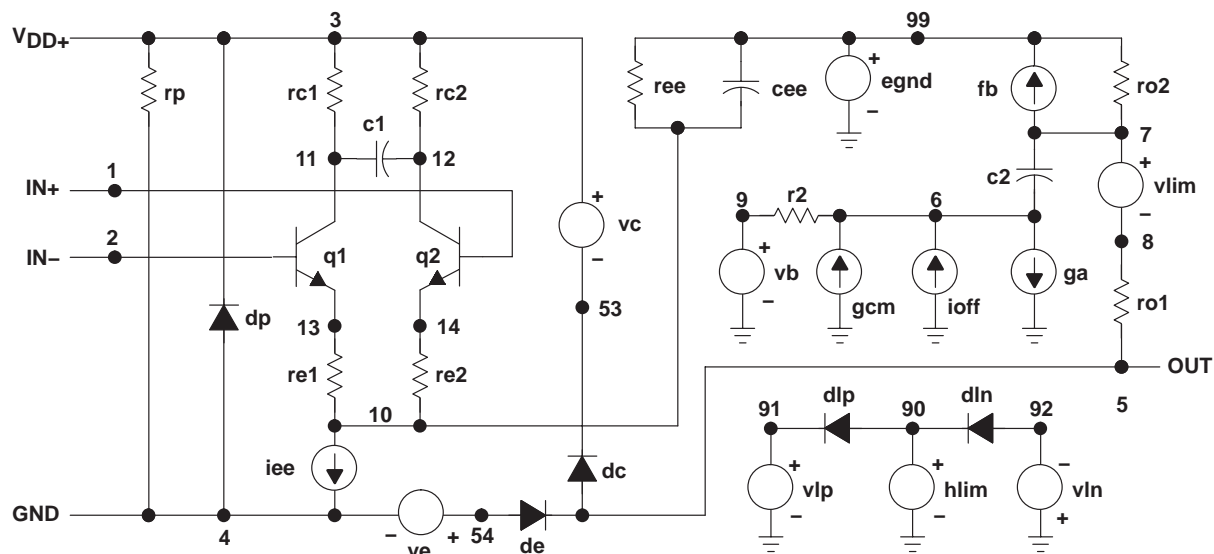 3
99
VDD+
rp
rc1
rc2
ree
cee
egnd
+
−
fb
ro2
c1
11
12
7
1
IN+
2
IN−
q1
q2
+
vc
−
c2
+
vlim
−
9
r2
6
8
+
vb
−
gcm
ioff
ga
ro1
dp
53
13
14
re1
re2
OUT
10
5
91
dlp
90
dln
92
iee
dc
+
vlp
−
+
hlim
−
−
vln
+
GND
4
−
ve
+
54
de